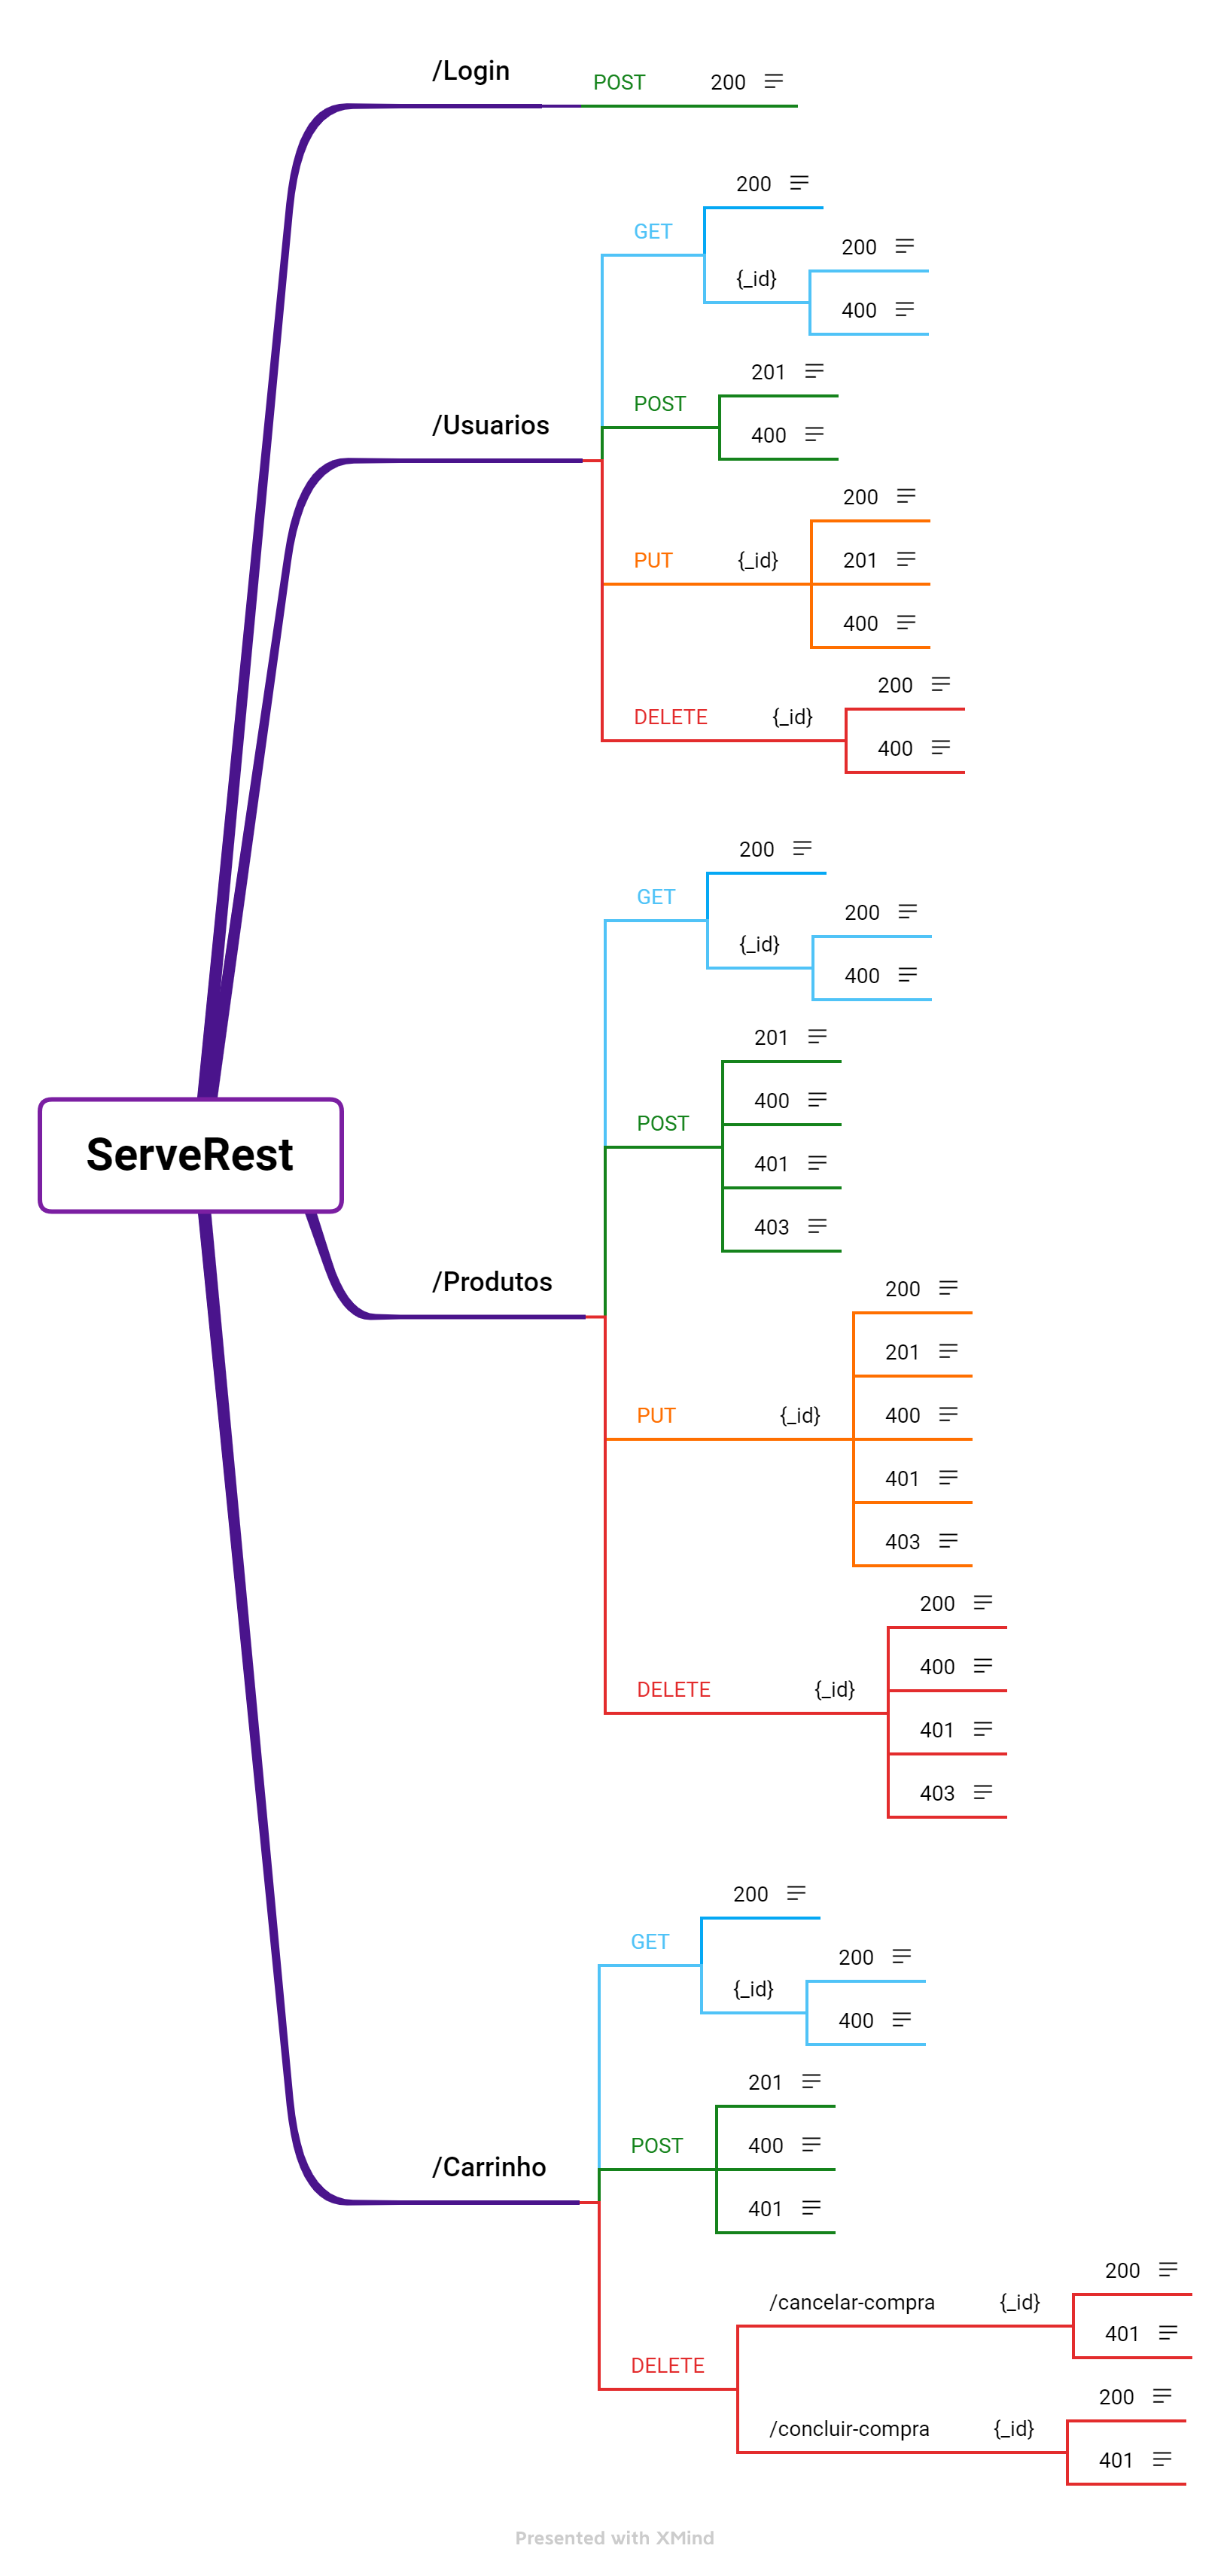 /Login
POST 200
/Usuarios
GET
200
{_id}
200
400
POST
201
400
PUT {_id}
200
201
400
DELETE {_id}
200
400
ServeRest
/Produtos
GET
200
{_id}
200
400
POST
201
400
401
403
PUT {_id}
200
201
400
401
403
DELETE {_id}
200
400
401
403
/Carrinho
GET
200
{_id}
200
400
POST
201
400
401
DELETE
/cancelar-compra {_id}
200
401
/concluir-compra {_id}
200
401
Presented with XMind